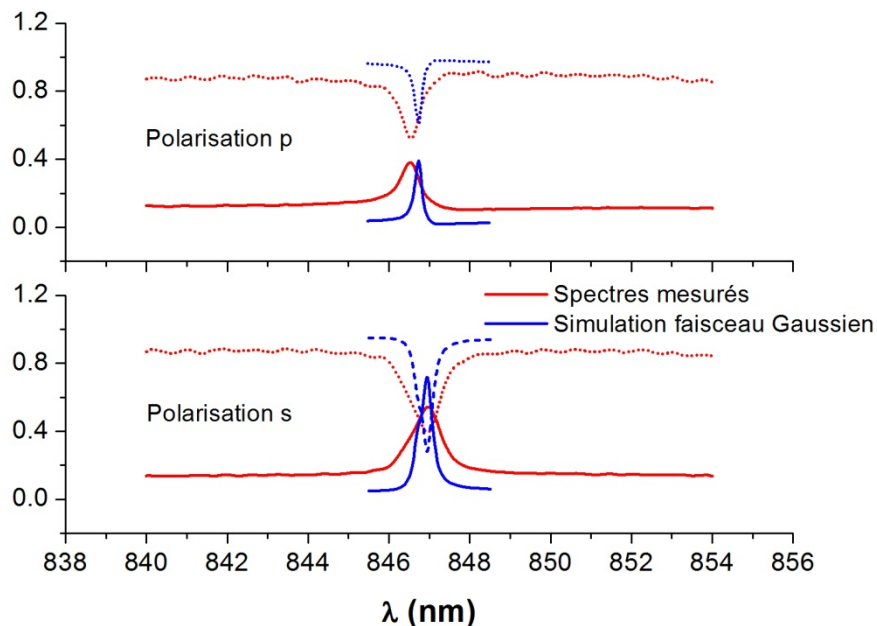 1.2
0.8
Polarisation p
0.4
0.0
1.2
Spectres mesurés
Simulation faisceau Gaussien
0.8
Polarisation s
0.4
0.0
838 840 842 844 846 848 850 852 854 856
λ (nm)